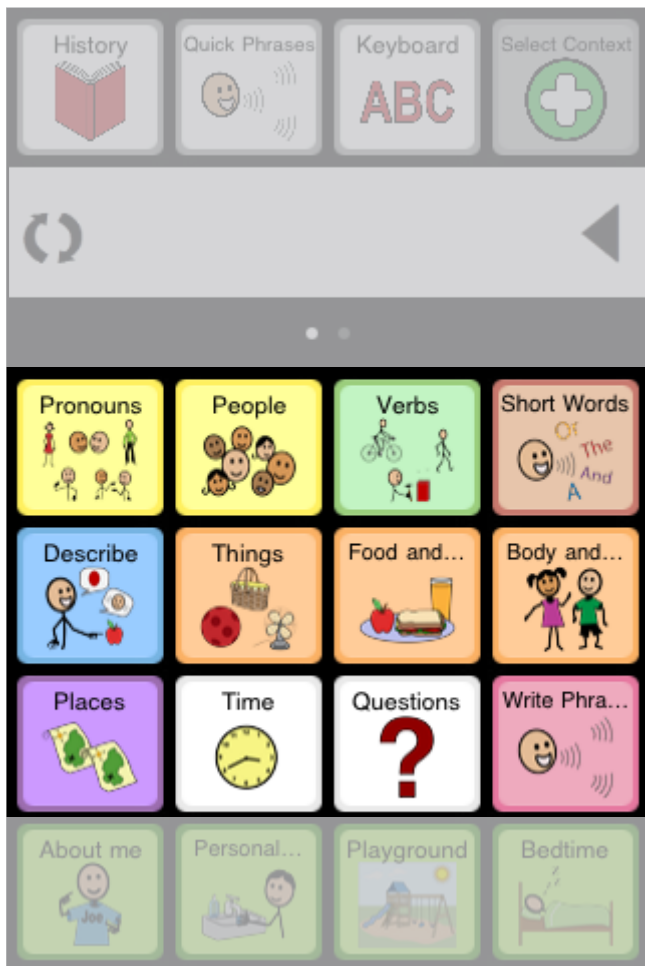 History
Quick Phrases
Keyboard
Select Context
ABC
Pronouns
People
Verbs
Short Words
Of
The
And
A
Describe
Things
Food and...
Body and...
Places
Time
Questions
Write Phra...
?
About me
Personal...
Playground
Bedtime
Joe
z
z